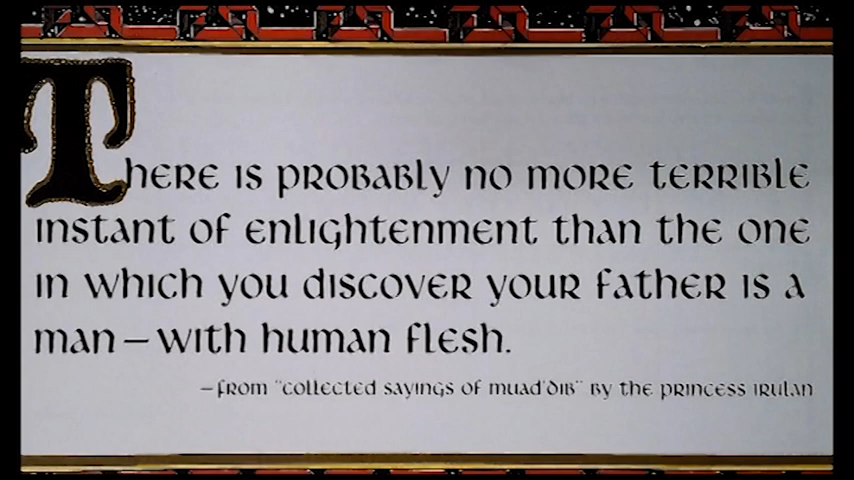 There is probably no more terrible
instant of enlightenment than the one
in which you discover your father is a
man—with human flesh.
—from "collected sayings of muad'dib" by the princess irulan